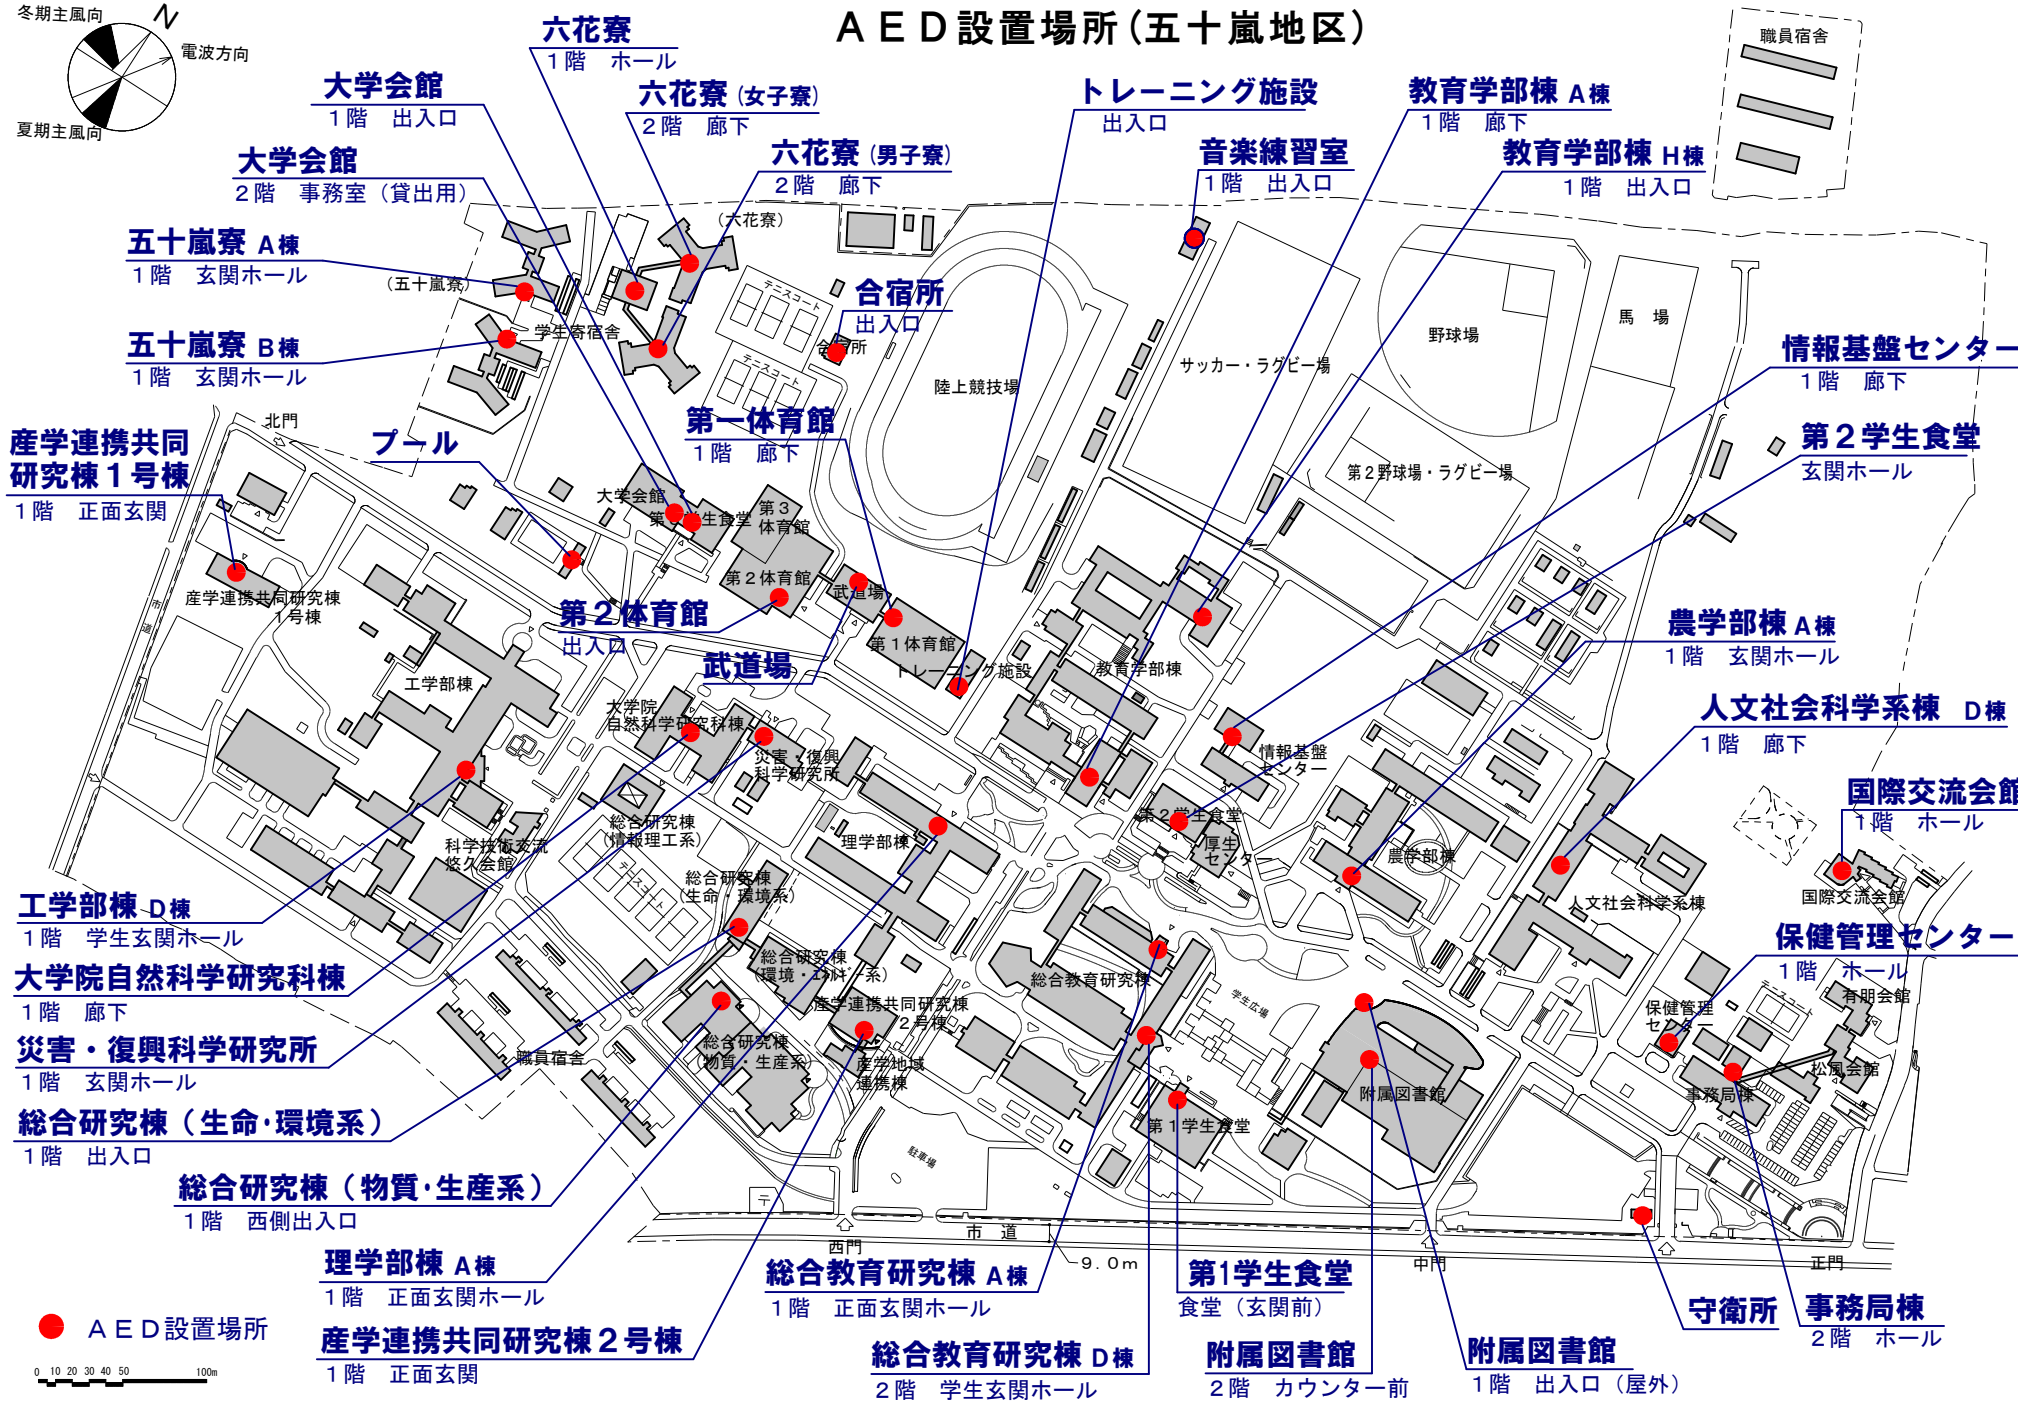 AED設置場所(五十嵐地区)
冬期主風向
N
電波方向
夏期主風向
六花寮
1階 ホール
大学会館
1階 出入口
六花寮(女子寮)
2階 廊下
トレーニング施設
出入口
教育学部棟 A棟
1階 廊下
職員宿舎
大学会館
2階 事務室(貸出用)
六花寮(男子寮)
2階 廊下
音楽練習室
1階 出入口
教育学部棟 H棟
1階 出入口
(六花寮)
五十嵐寮 A棟
1階 玄関ホール
(五十嵐寮)
テニスコート
合宿所
出入口
合宿所
学生寄宿舎
五十嵐寮 B棟
1階 玄関ホール
テニスコート
陸上競技場
サッカー・ラグビー場
野球場
馬 場
情報基盤センター
1階 廊下
北門
第一体育館
1階 廊下
産学連携共同
研究棟1号棟
1階 正面玄関
プール
第2学生食堂
玄関ホール
第2野球場・ラグビー場
大学会館
第3
体育館
第2体育館
武道場
産学連携共同研究棟
1号棟
市道
第2体育館
出入口
武道場
第1体育館
トレーニング施設
教育学部棟
農学部棟 A棟
1階 玄関ホール
工学部棟
大学院
自然科学研究科棟
災害・復興
科学研究所
情報基盤
センター
人文社会科学系棟 D棟
1階 廊下
国際交流会館
1階 ホール
総合研究棟
(情報理工系)
理学部棟
第2学生食堂
厚生
センター
農学部棟
科学技術交流
悠久会館
テニスコート
総合研究棟
(生命・環境系)
人文社会科学系棟
国際交流会館
工学部棟 D棟
1階 学生玄関ホール
保健管理センター
1階 ホール
大学院自然科学研究科棟
1階 廊下
総合研究棟
(環境・エネルギー系)
総合教育研究棟
学生広場
テニスコート
有朋会館
保健管理
センター
産学連携共同研究棟
2号棟
災害・復興科学研究所
1階 玄関ホール
職員宿舎
総合研究棟
(物質・生産系)
産学地域
連携棟
附属図書館
松風会館
事務局棟
総合研究棟(生命・環境系)
1階 出入口
第1学生食堂
駐車場
総合研究棟(物質・生産系)
1階 西側出入口
〒
西門
市 道
9.0m
中門
正門
理学部棟 A棟
1階 正面玄関ホール
総合教育研究棟 A棟
1階 正面玄関ホール
第1学生食堂
食堂(玄関前)
守衛所
事務局棟
2階 ホール
AED設置場所
産学連携共同研究棟2号棟
1階 正面玄関
総合教育研究棟 D棟
2階 学生玄関ホール
附属図書館
2階 カウンター前
附属図書館
1階 出入口(屋外)
0 10 20 30 40 50 100m